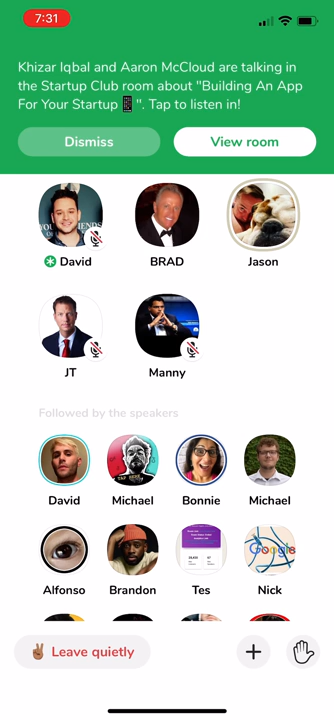 7:31
Khizar Iqbal and Aaron McCloud are talking in
the Startup Club room about "Building An App
For Your Startup 📱". Tap to listen in!
Dismiss View room
David BRAD Jason
JT Manny
Followed by the speakers
David Michael Bonnie Michael
Google
Alfonso Brandon Tes Nick
✌🏽 Leave quietly